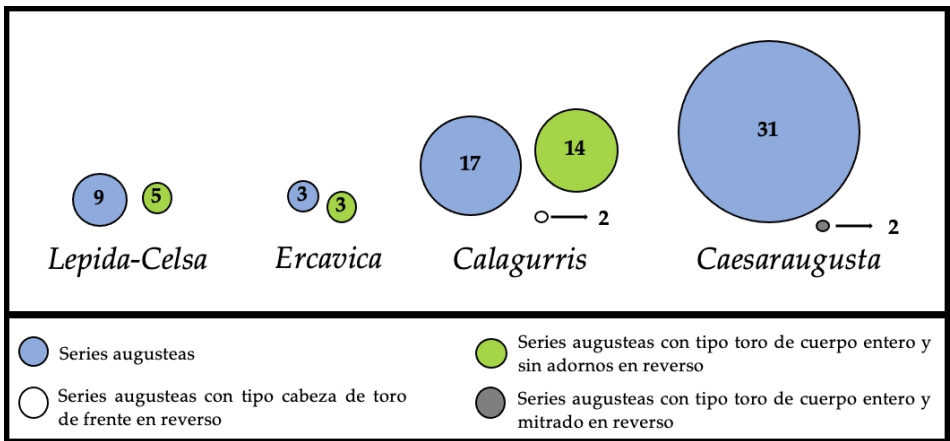 31
14
17
9
5
3
3
2
2
Lepida-Celsa
Ercavica
Calagurris
Caesaraugusta
Series augusteas
Series augusteas con tipo toro de cuerpo entero y
sin adornos en reverso
Series augusteas con tipo cabeza de toro
de frente en reverso
Series augusteas con tipo toro de cuerpo entero y
mitrado en reverso